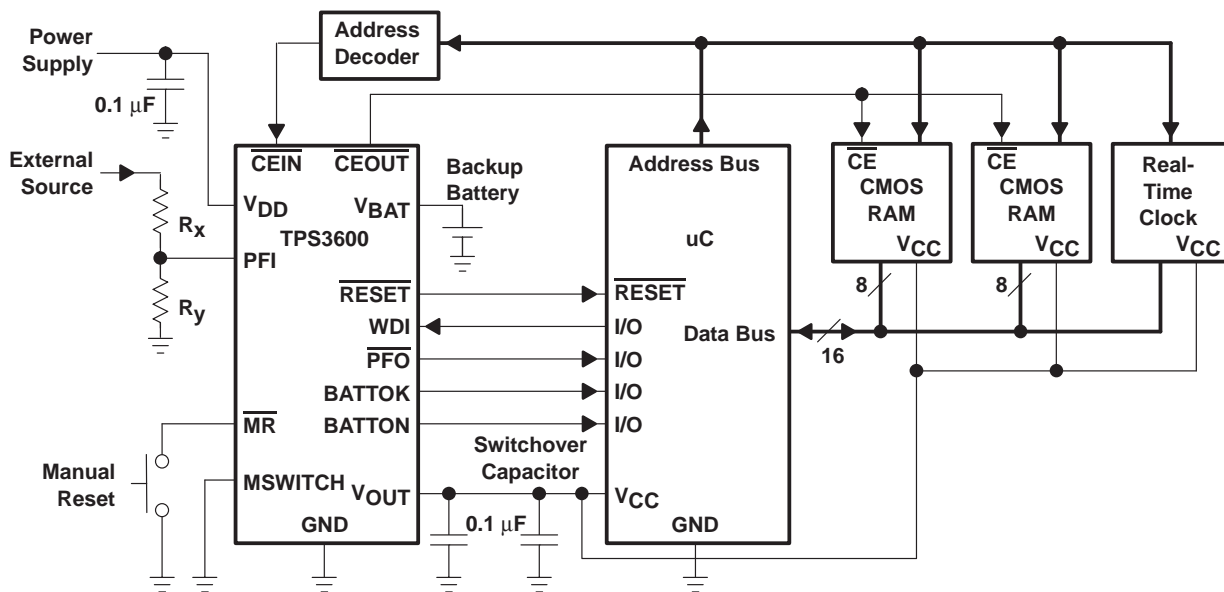 Power
Supply
0.1 μF
Address
Decoder
External
Source
Rx
Ry
CEIN
CEOUT
VDD
VBAT
TPS3600
PFI
RESET
WDI
PFO
BATTOK
BATTON
MR
MSWITCH
VOUT
GND
Backup
Battery
Manual
Reset
Switchover
Capacitor
0.1 μF
Address Bus
uC
RESET
I/O
I/O
I/O
I/O
Data Bus
16
VCC
GND
CE
CMOS
RAM
VCC
8
CE
CMOS
RAM
VCC
8
Real-
Time
Clock
VCC